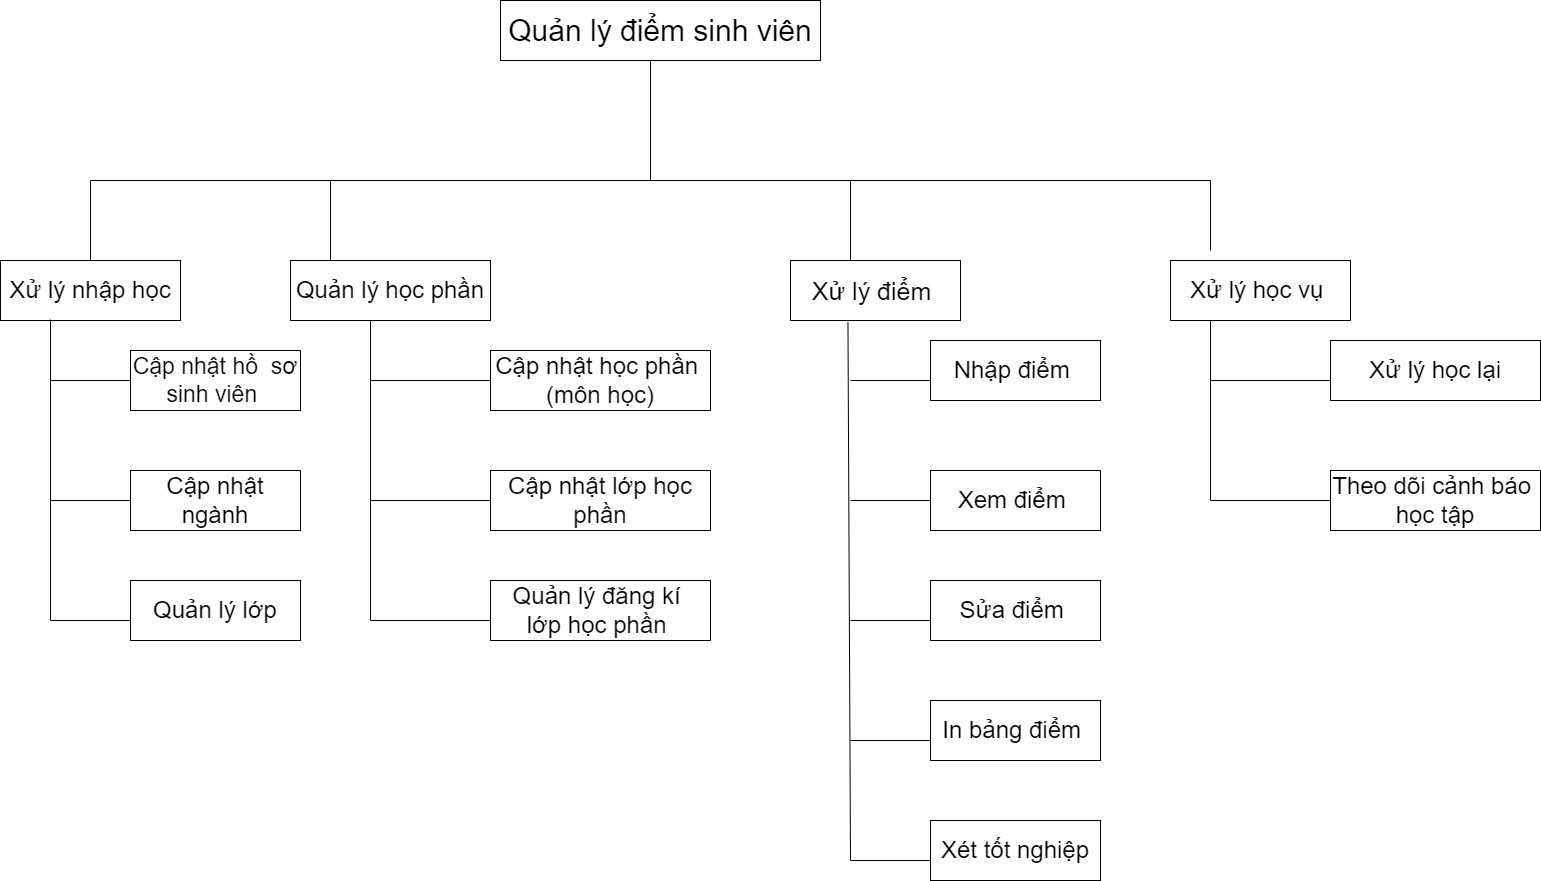 Quản lý điểm sinh viên
Xử lý nhập học
Quản lý học phần
Xử lý điểm
Xử lý học vụ
Cập nhật hồ sơ
sinh viên
Cập nhật
ngành
Quản lý lớp
Cập nhật học phần
(môn học)
Cập nhật lớp học
phần
Quản lý đăng kí
lớp học phần
Nhập điểm
Xem điểm
Sửa điểm
In bảng điểm
Xét tốt nghiệp
Xử lý học lại
Theo dõi cảnh báo
học tập